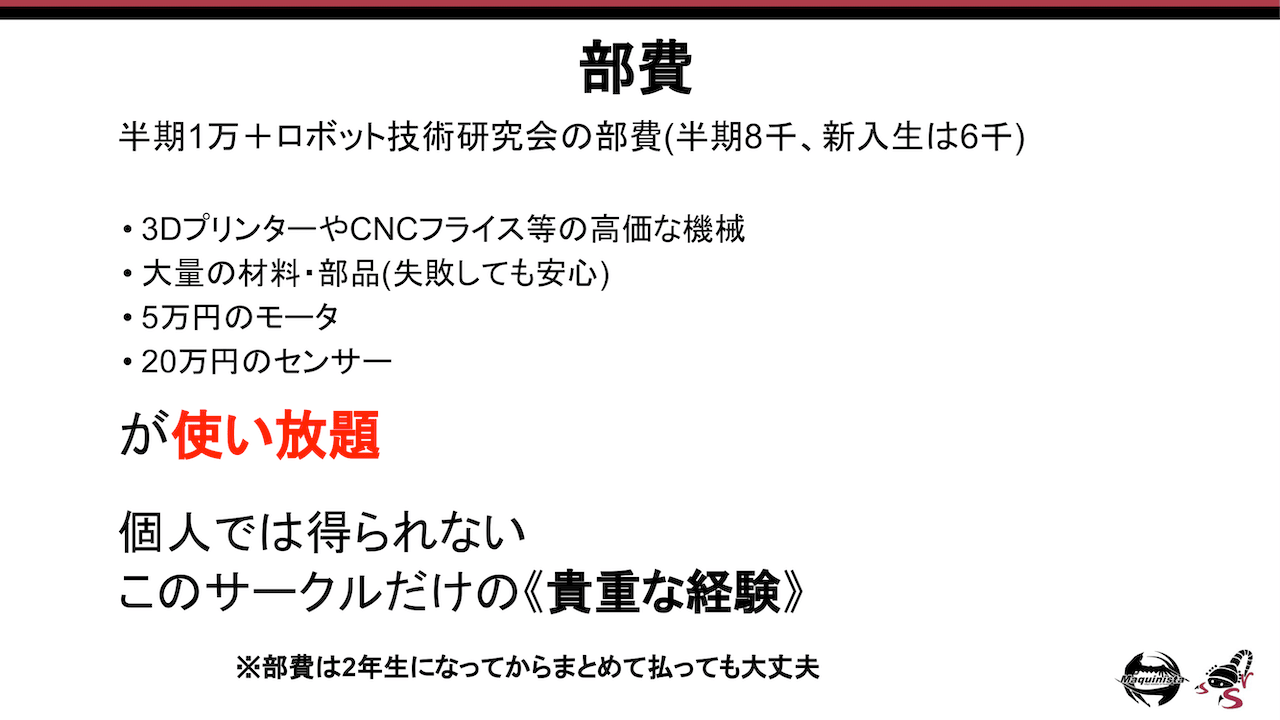 部費
半期1万＋ロボット技術研究会の部費(半期8千、新入生は6千)
• 3DプリンターやCNCフライス等の高価な機械
• 大量の材料・部品(失敗しても安心)
• 5万円のモータ
• 20万円のセンサー
が使い放題
個人では得られない
このサークルだけの《貴重な経験》
※部費は2年生になってからまとめて払っても大丈夫
Maquinista
s S r